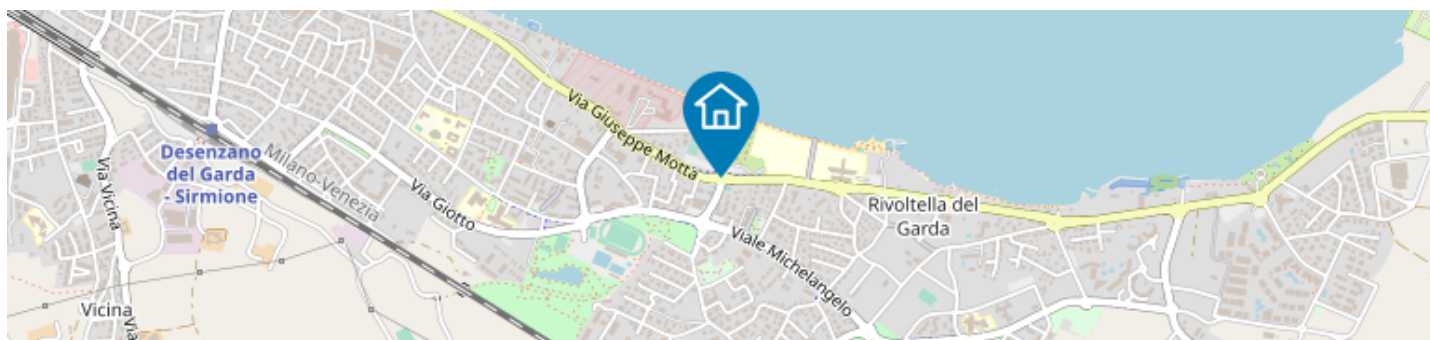 Via Giuseppe Motta
Desenzano
del Garda
- Sirmione
Milano-Venezia
Via Vicina
Via Giotto
Rivoltella del
Garda
Viale Michelangelo
Vicina
Via